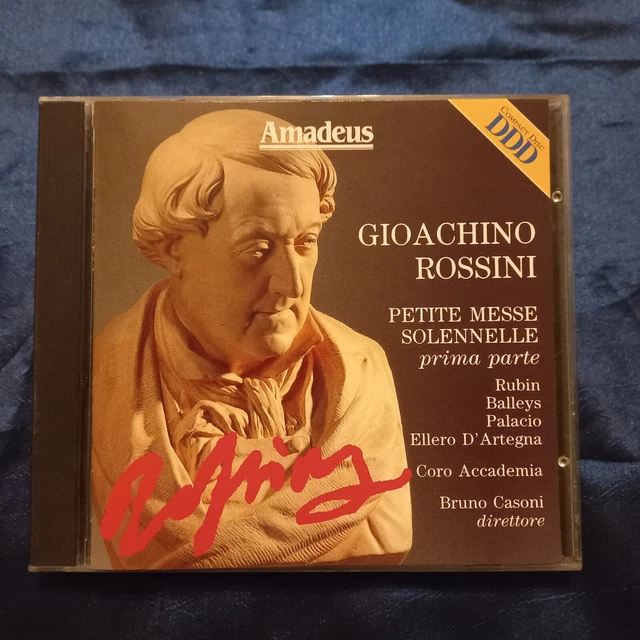 Amadeus
COMPACT DISC
DDD
GIOACHINO
ROSSINI
PETITE MESSE
SOLENNELLE
prima parte
Rubin
Balleys
Palacio
Ellero D'Artegna
Coro Accademia
Bruno Casoni
direttore
Rossini